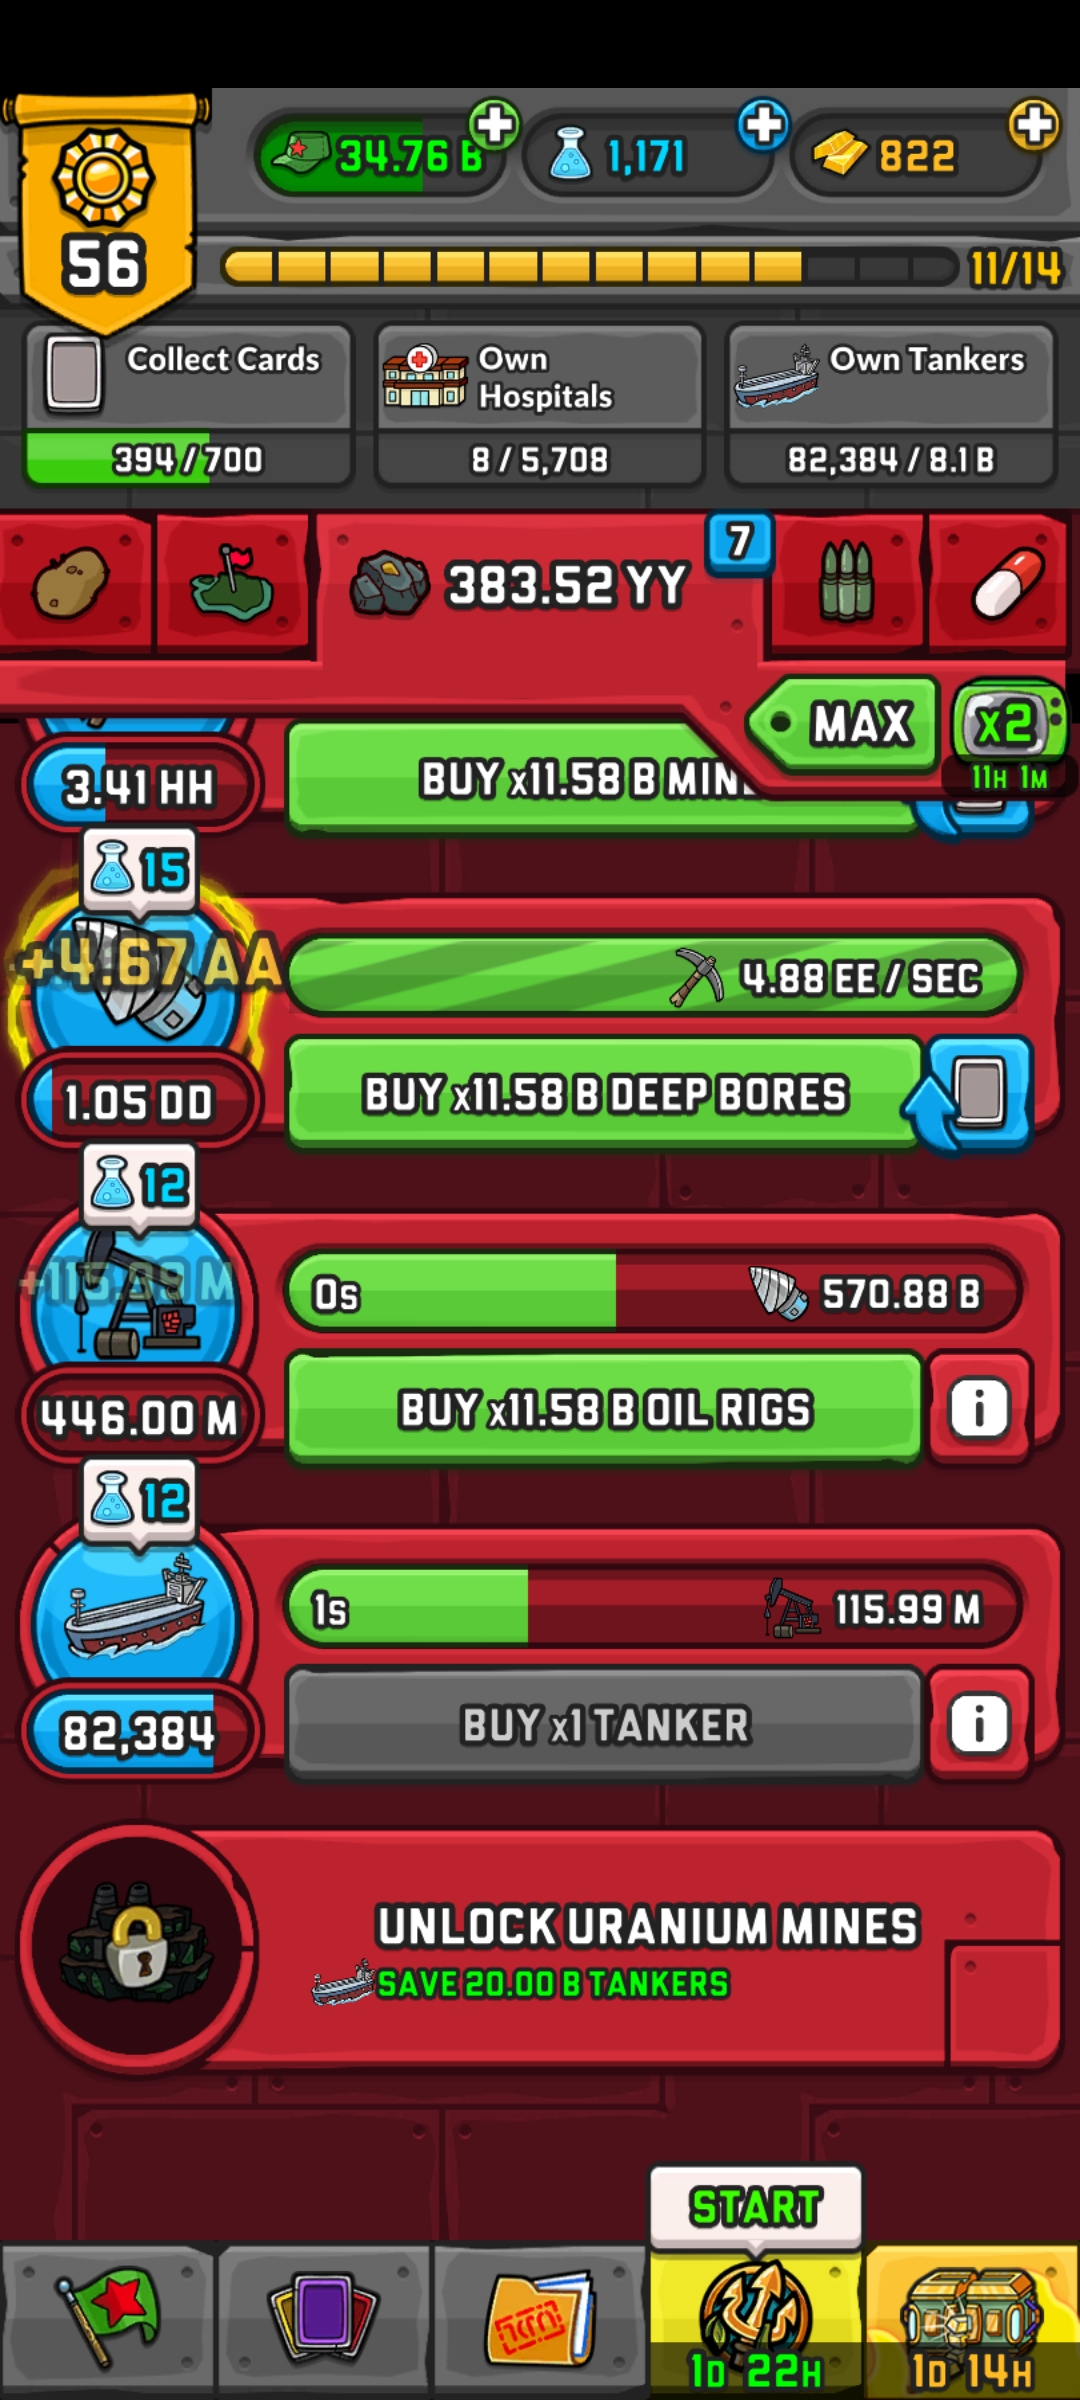 34.76 B
1,171
822
56
11/14
Collect Cards
Own
Hospitals
Own Tankers
394/700
8/5,708
82,384/8.1 B
383.52 YY
7
MAX
x2
11H 1M
3.41 HH
BUY x11.58 B MIN
15
+4.67 AA
4.88 EE/SEC
1.05 DD
BUY x11.58 B DEEP BORES
12
+115.99 M
0s
570.88 B
446.00 M
BUY x11.58 B OIL RIGS
i
12
1s
115.99 M
82,384
BUY x1 TANKER
i
UNLOCK URANIUM MINES
SAVE 20.00 B TANKERS
START
1D 22H
1D 14H